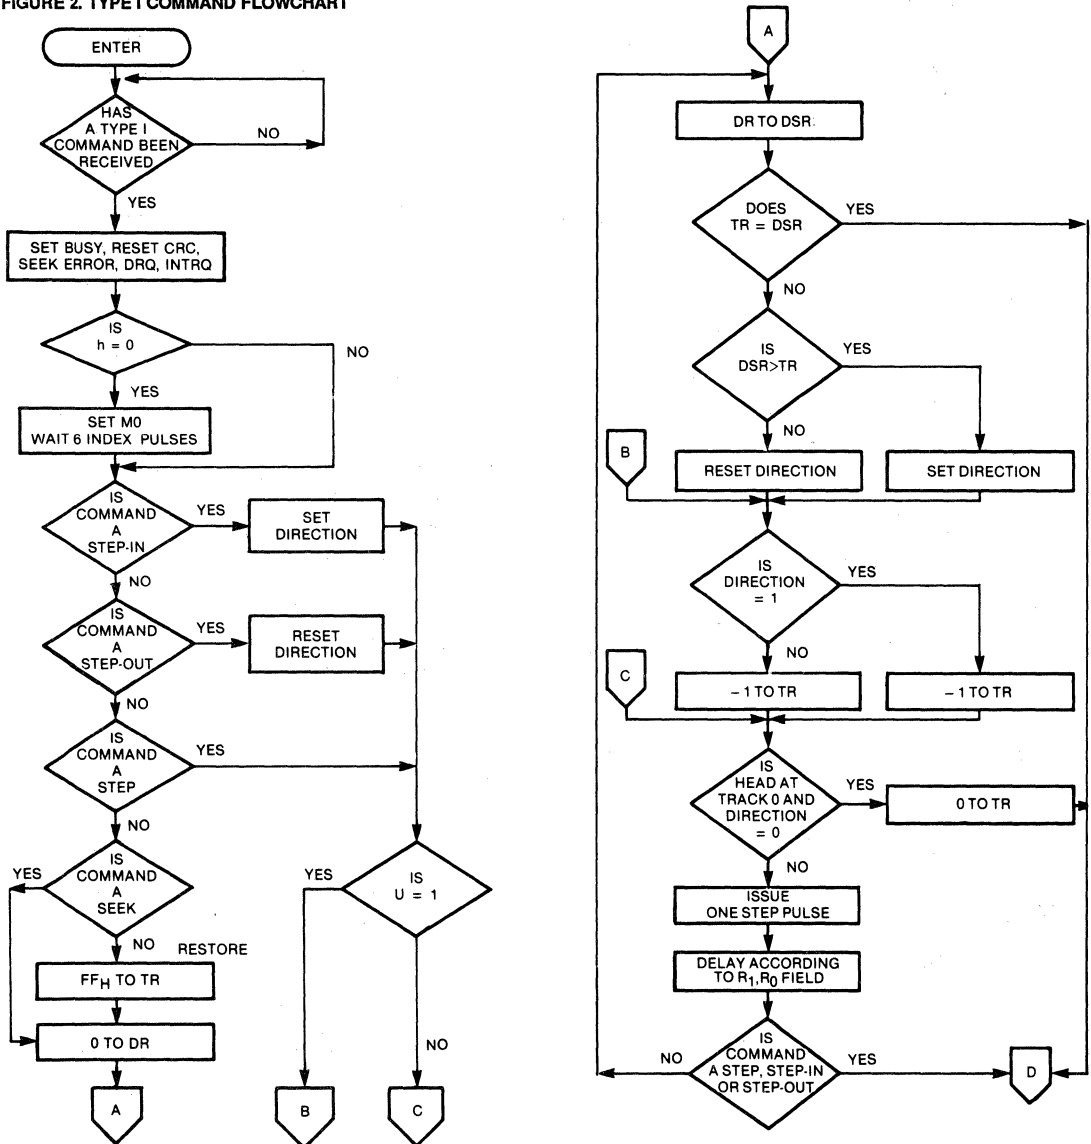 FIGURE 2. TYPE I COMMAND FLOWCHART
ENTER
HAS
A TYPE I
COMMAND BEEN
RECEIVED
NO
YES
SET BUSY, RESET CRC,
SEEK ERROR, DRQ, INTRQ
IS
h = 0
NO
YES
SET M0
WAIT 6 INDEX PULSES
IS
COMMAND
A
STEP-IN
YES
SET
DIRECTION
NO
IS
COMMAND
A
STEP-OUT
YES
RESET
DIRECTION
NO
IS
COMMAND
A
STEP
YES
NO
IS
COMMAND
A
SEEK
YES
NO
RESTORE
FFH TO TR
0 TO DR
A
IS
U = 1
YES
NO
B
C
A
DR TO DSR
DOES
TR = DSR
YES
NO
IS
DSR>TR
YES
NO
B
RESET DIRECTION
SET DIRECTION
IS
DIRECTION
= 1
YES
NO
C
– 1 TO TR
– 1 TO TR
IS
HEAD AT
TRACK 0 AND
DIRECTION
= 0
YES
0 TO TR
NO
ISSUE
ONE STEP PULSE
DELAY ACCORDING
TO R1,R0 FIELD
IS
COMMAND
A STEP, STEP-IN
OR STEP-OUT
NO
YES
D